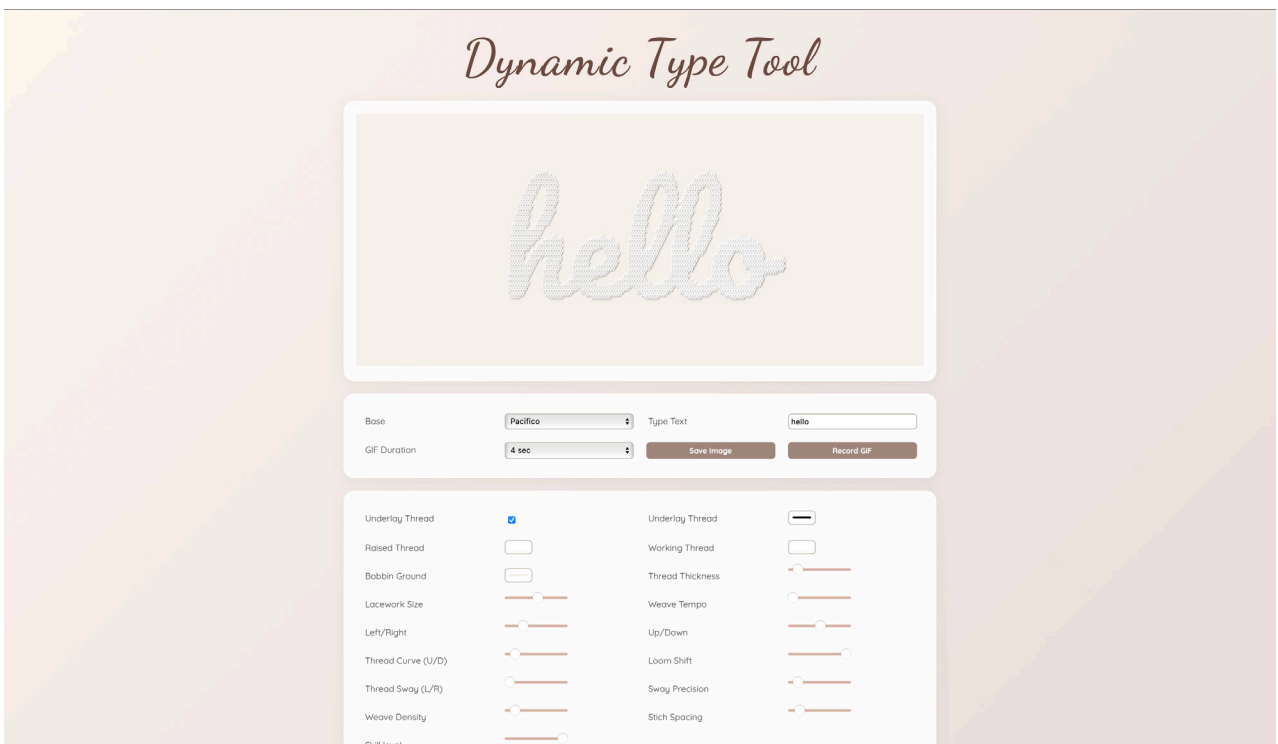 Dynamic Type Tool
hello
Base Pacifico Type Text hello
GIF Duration 4 sec Save Image Record GIF
Underlay Thread Underlay Thread
Raised Thread Working Thread
Bobbin Ground Thread Thickness
Lacework Size Weave Tempo
Left/Right Up/Down
Thread Curve (U/D) Loom Shift
Thread Sway (L/R) Sway Precision
Weave Density Stich Spacing
Skill level